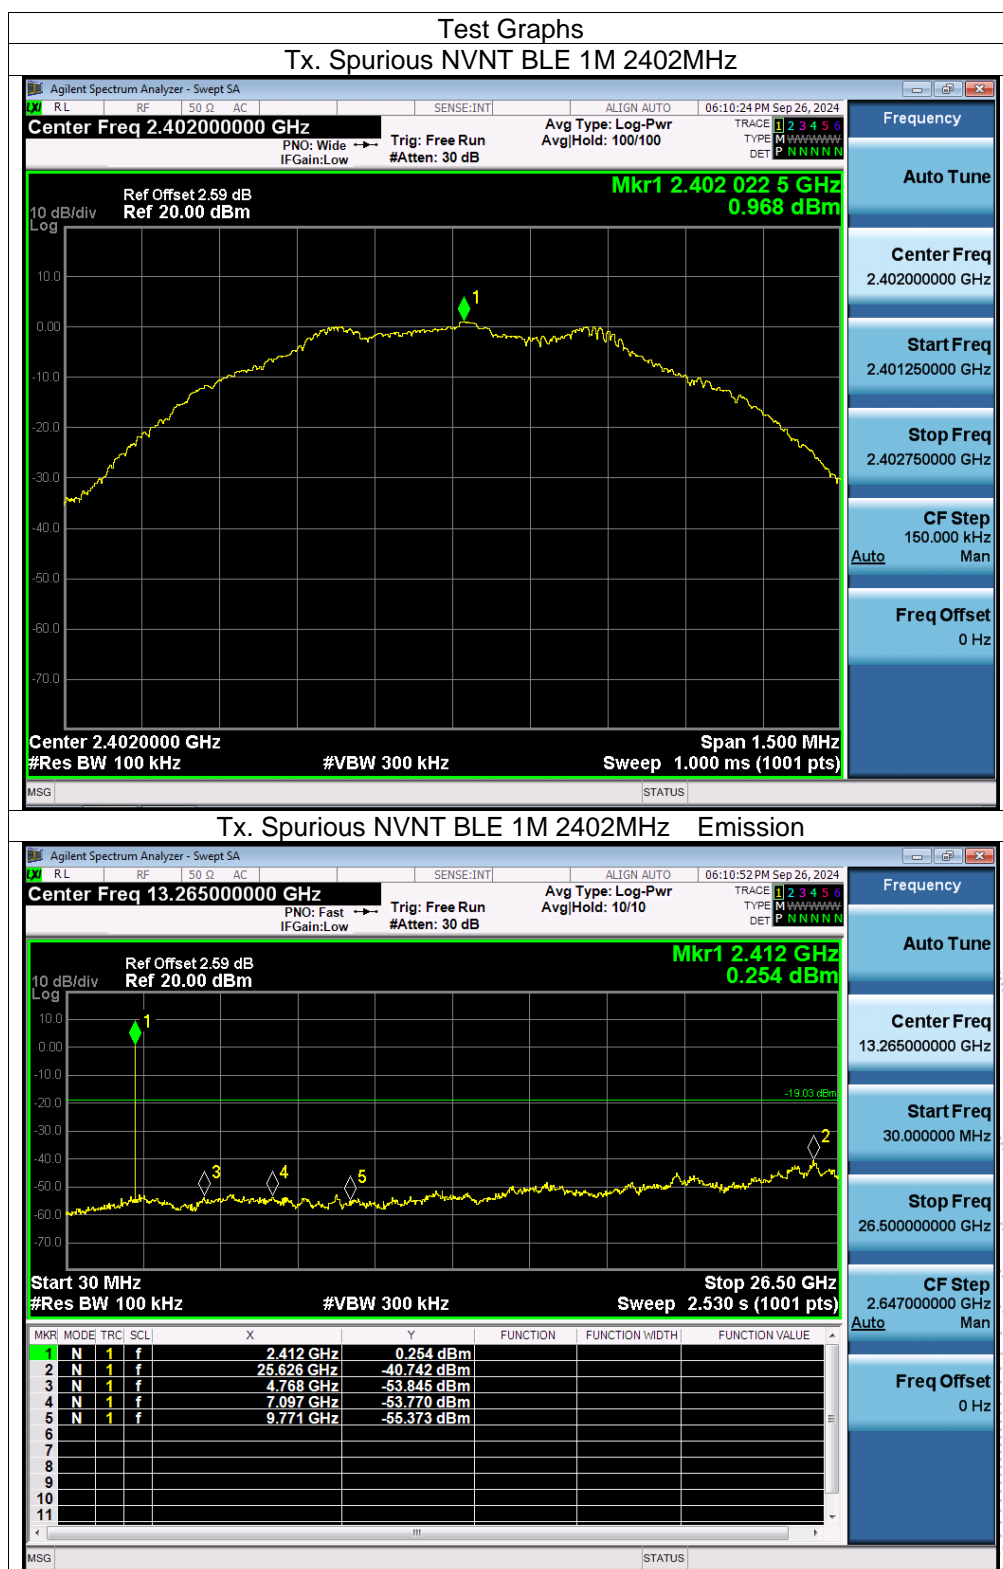 Test Graphs
Tx. Spurious NVNT BLE 1M 2402MHz
Agilent Spectrum Analyzer - Swept SA
LXI RL RF 50 Ω AC SENSE:INT ALIGN AUTO 06:10:24 PM Sep 26, 2024
Center Freq 2.402000000 GHz
PNO: Wide
IFGain:Low
Trig: Free Run
#Atten: 30 dB
Avg Type: Log-Pwr
Avg|Hold: 100/100
TRACE 1 2 3 4 5 6
TYPE M W W W W W
DET P N N N N N
Frequency
Auto Tune
Center Freq
2.402000000 GHz
Start Freq
2.401250000 GHz
Stop Freq
2.402750000 GHz
CF Step
150.000 kHz
Auto Man
Freq Offset
0 Hz
Ref Offset 2.59 dB
10 dB/div Ref 20.00 dBm
Log
Mkr1 2.402 022 5 GHz
0.968 dBm
10.0
0.00
-10.0
-20.0
-30.0
-40.0
-50.0
-60.0
-70.0
1
Center 2.4020000 GHz Span 1.500 MHz
#Res BW 100 kHz #VBW 300 kHz Sweep 1.000 ms (1001 pts)
MSG STATUS
Tx. Spurious NVNT BLE 1M 2402MHz Emission
Agilent Spectrum Analyzer - Swept SA
LXI RL RF 50 Ω AC SENSE:INT ALIGN AUTO 06:10:52 PM Sep 26, 2024
Center Freq 13.265000000 GHz
PNO: Fast
IFGain:Low
Trig: Free Run
#Atten: 30 dB
Avg Type: Log-Pwr
Avg|Hold: 10/10
TRACE 1 2 3 4 5 6
TYPE M W W W W W
DET P N N N N N
Frequency
Auto Tune
Center Freq
13.265000000 GHz
Start Freq
30.000000 MHz
Stop Freq
26.500000000 GHz
CF Step
2.647000000 GHz
Auto Man
Freq Offset
0 Hz
Ref Offset 2.59 dB
10 dB/div Ref 20.00 dBm
Log
Mkr1 2.412 GHz
0.254 dBm
10.0
0.00
-10.0
-20.0
-30.0
-40.0
-50.0
-60.0
-70.0
1
-19.03 dBm
2
3
4
5
Start 30 MHz Stop 26.50 GHz
#Res BW 100 kHz #VBW 300 kHz Sweep 2.530 s (1001 pts)
MKR MODE TRC SCL X Y FUNCTION FUNCTION WIDTH FUNCTION VALUE
1 N 1 f 2.412 GHz 0.254 dBm
2 N 1 f 25.626 GHz -40.742 dBm
3 N 1 f 4.768 GHz -53.845 dBm
4 N 1 f 7.097 GHz -53.770 dBm
5 N 1 f 9.771 GHz -55.373 dBm
6
7
8
9
10
11
MSG STATUS